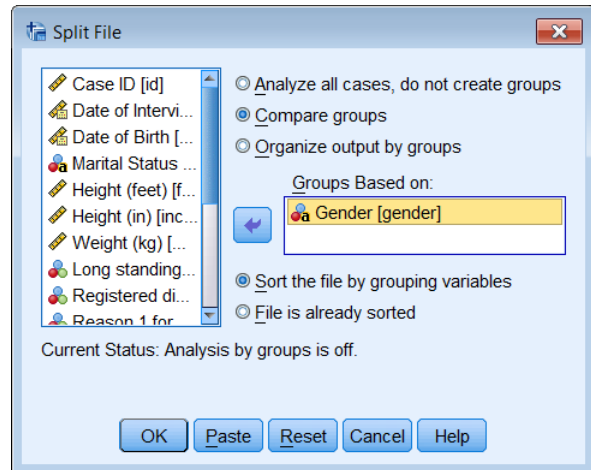 Split File
Case ID [id]
Date of Intervi...
Date of Birth [...
Marital Status ...
Height (feet) [f...
Height (in) [inc...
Weight (kg) [...
Long standing...
Registered di...
Reason 1 for
Analyze all cases, do not create groups
Compare groups
Organize output by groups
Groups Based on:
Gender [gender]
Sort the file by grouping variables
File is already sorted
Current Status: Analysis by groups is off.
OK Paste Reset Cancel Help